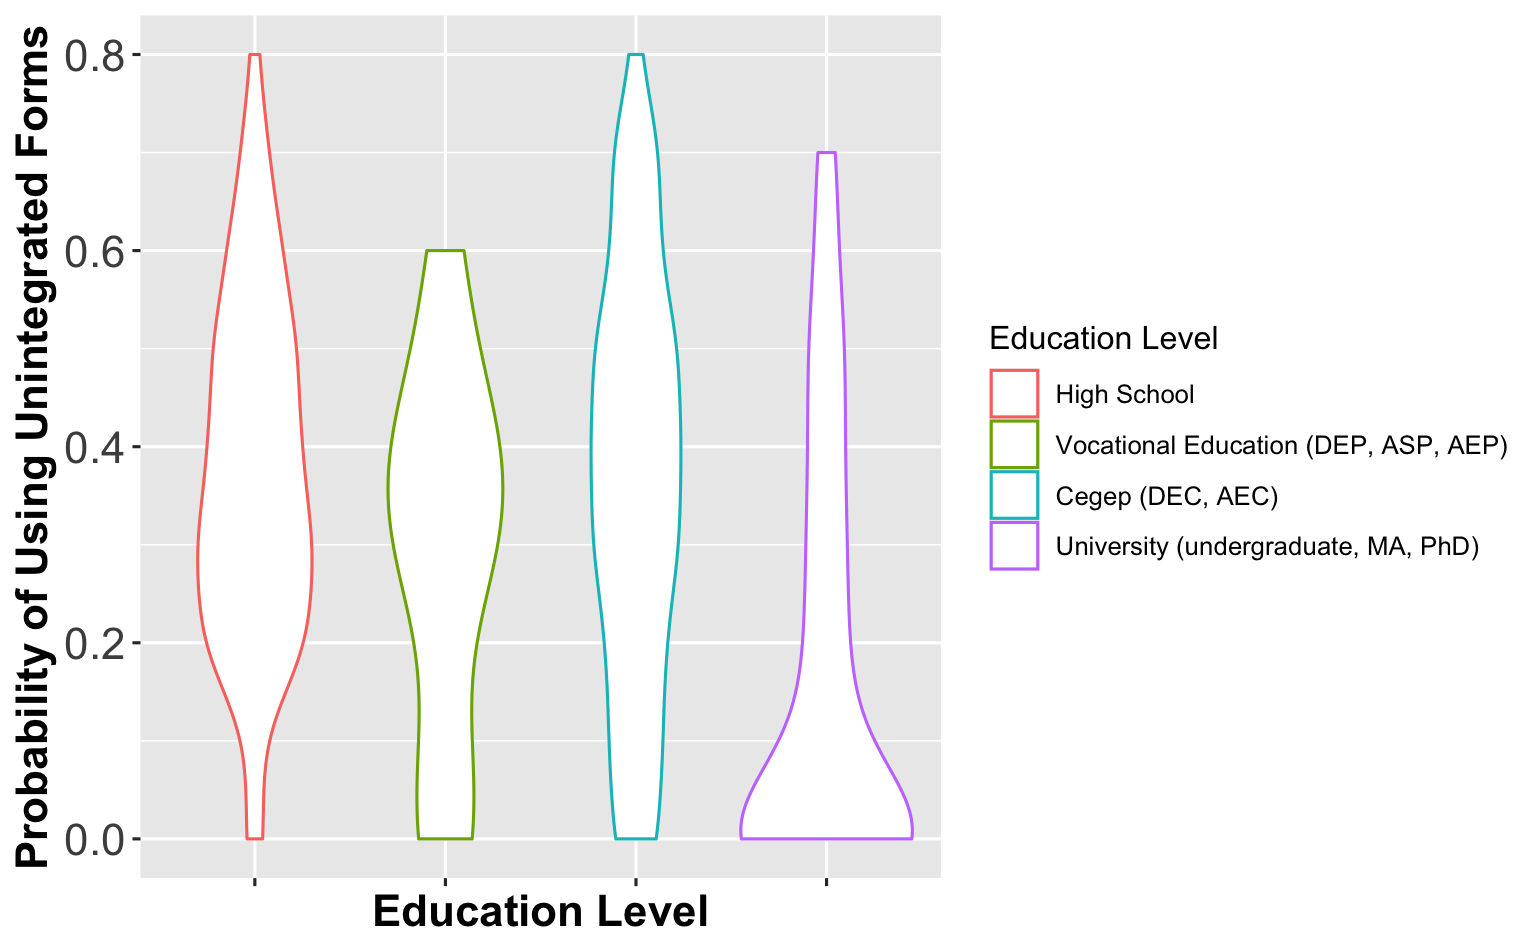 Probability of Using Unintegrated Forms
0.8
0.6
0.4
0.2
0.0
Education Level
Education Level
High School
Vocational Education (DEP, ASP, AEP)
Cegep (DEC, AEC)
University (undergraduate, MA, PhD)